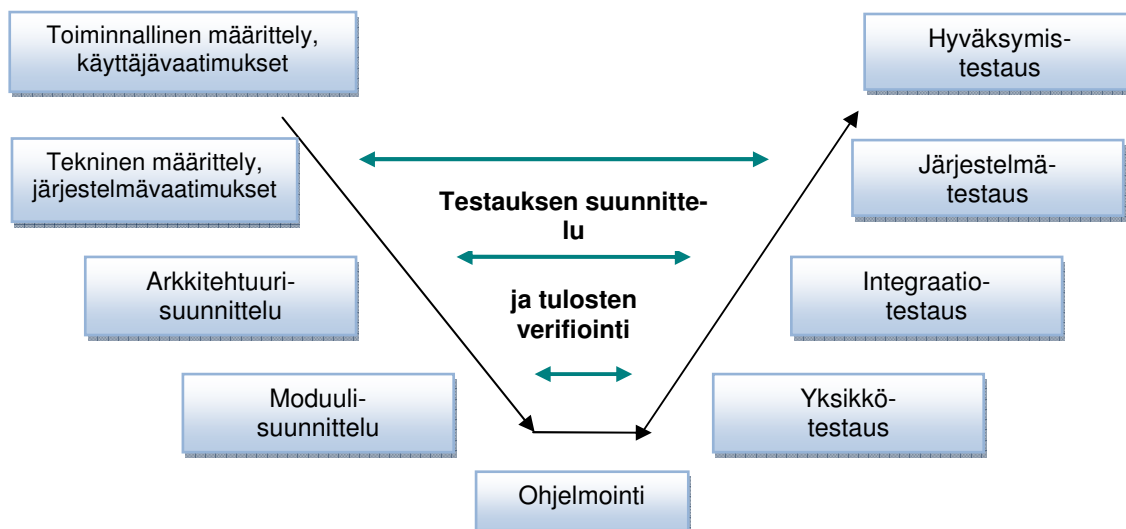 Toiminnallinen määrittely,
käyttäjävaatimukset
Hyväksymis-
testaus
Tekninen määrittely,
järjestelmävaatimukset
Järjestelmä-
testaus
Testauksen suunnitte-
lu
Arkkitehtuuri-
suunnittelu
Integraatio-
testaus
ja tulosten
verifiointi
Moduuli-
suunnittelu
Yksikkö-
testaus
Ohjelmointi